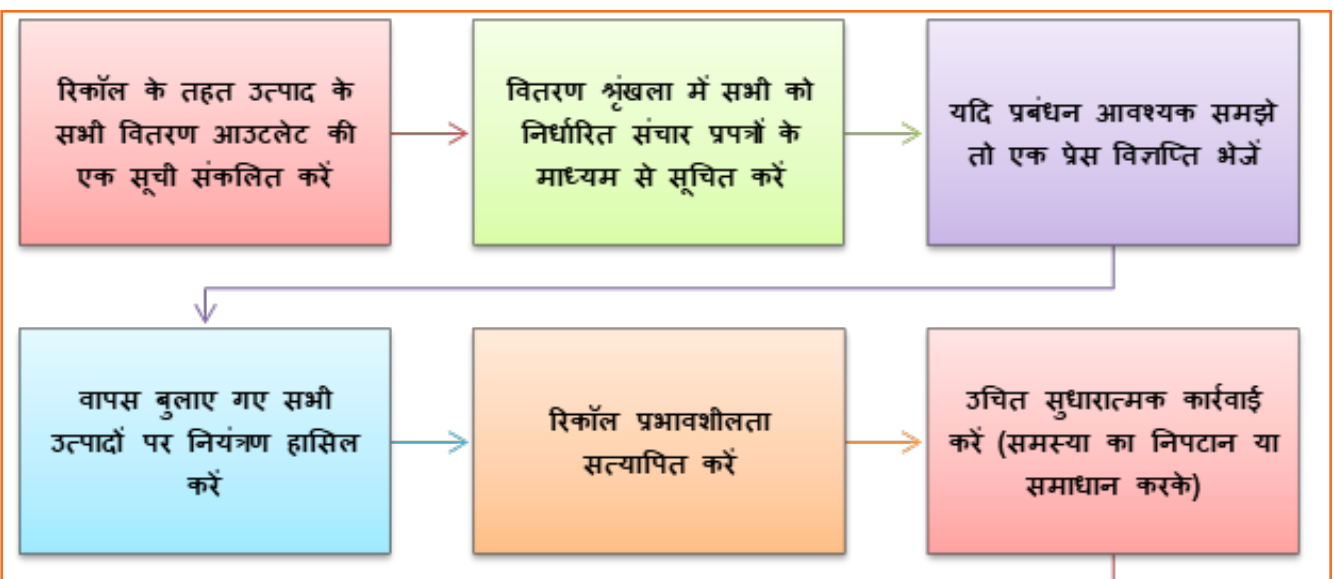 रिकॉल के तहत उत्पाद के
सभी वितरण आउटलेट की
एक सूची संकलित करें
वितरण श्रृंखला में सभी को
निर्धारित संचार प्रपत्रों के
माध्यम से सूचित करें
यदि प्रबंधन आवश्यक समझे
तो एक प्रेस विज्ञप्ति भेजें
वापस बुलाए गए सभी
उत्पादों पर नियंत्रण हासिल
करें
रिकॉल प्रभावशीलता
सत्यापित करें
उचित सुधारात्मक कार्रवाई
करें (समस्या का निपटान या
समाधान करके)